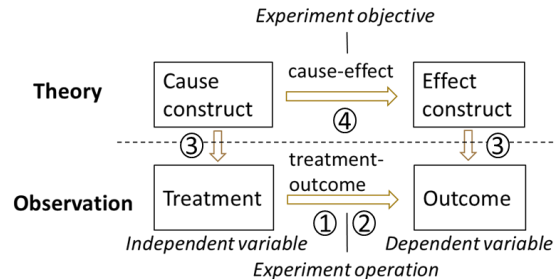 Experiment objective
Theory
Cause
construct
cause-effect
④
Effect
construct
③
③
Observation
Treatment
treatment-
outcome
① ②
Outcome
Independent variable
Dependent variable
Experiment operation